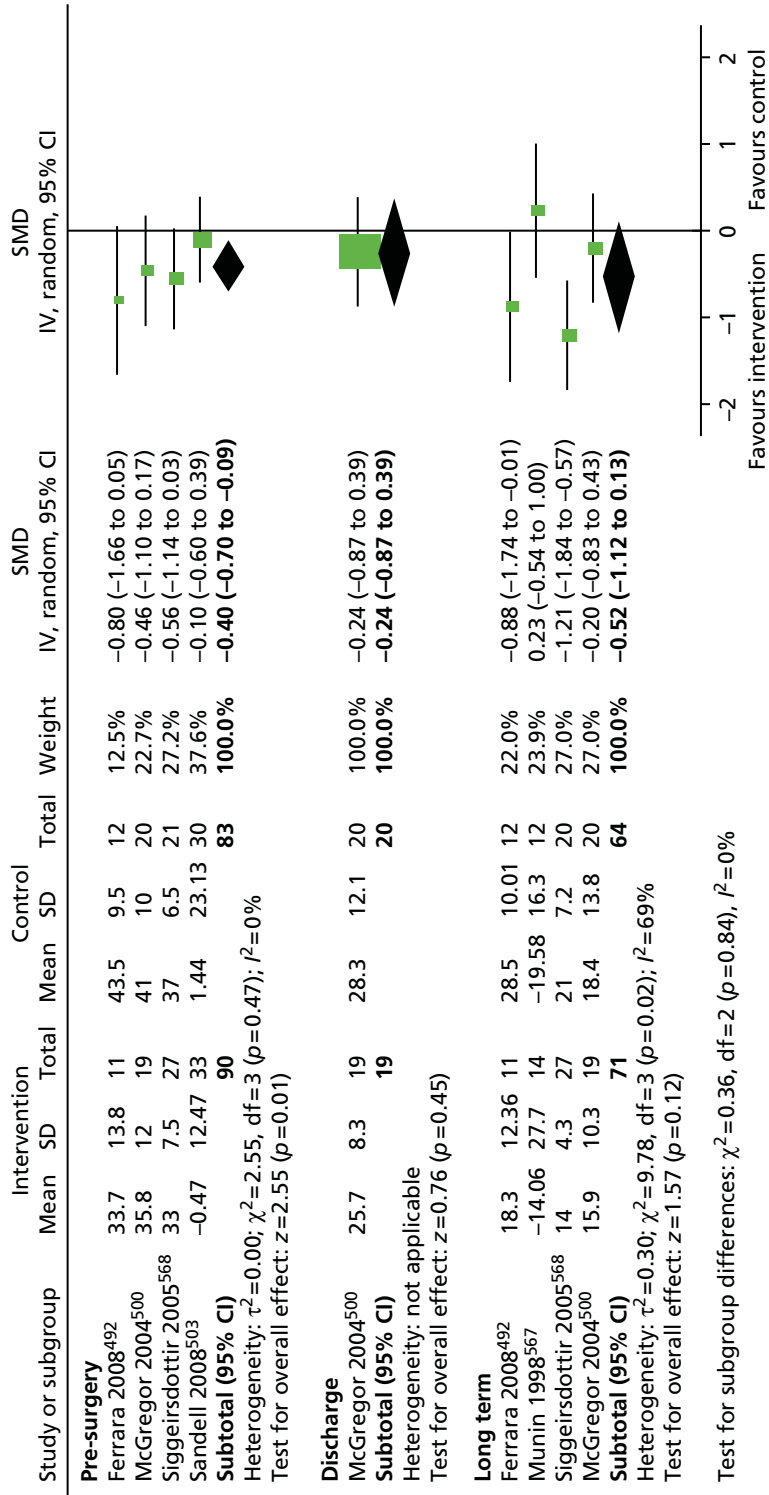 Intervention Control SMD SMD
Study or subgroup Mean SD Total Mean SD Total Weight IV, random, 95% CI IV, random, 95% CI
Pre-surgery
Ferrara 2008⁴⁹² 33.7 13.8 11 43.5 9.5 12 12.5% −0.80 (−1.66 to 0.05)
McGregor 2004⁵⁰⁰ 35.8 12 19 41 10 20 22.7% −0.46 (−1.10 to 0.17)
Siggeirsdottir 2005⁵⁶⁸ 33 7.5 27 37 6.5 21 27.2% −0.56 (−1.14 to 0.03)
Sandell 2008⁵⁰³ −0.47 12.47 33 1.44 23.13 30 37.6% −0.10 (−0.60 to 0.39)
Subtotal (95% CI) 90 83 100.0% −0.40 (−0.70 to −0.09)
Heterogeneity: τ²=0.00; χ²=2.55, df=3 (p=0.47); I²=0%
Test for overall effect: z=2.55 (p=0.01)
Discharge
McGregor 2004⁵⁰⁰ 25.7 8.3 19 28.3 12.1 20 100.0% −0.24 (−0.87 to 0.39)
Subtotal (95% CI) 19 20 100.0% −0.24 (−0.87 to 0.39)
Heterogeneity: not applicable
Test for overall effect: z=0.76 (p=0.45)
Long term
Ferrara 2008⁴⁹² 18.3 12.36 11 28.5 10.01 12 22.0% −0.88 (−1.74 to −0.01)
Munin 1998⁵⁶⁷ −14.06 27.7 14 −19.58 16.3 12 23.9% 0.23 (−0.54 to 1.00)
Siggeirsdottir 2005⁵⁶⁸ 14 4.3 27 21 7.2 20 27.0% −1.21 (−1.84 to −0.57)
McGregor 2004⁵⁰⁰ 15.9 10.3 19 18.4 13.8 20 27.0% −0.20 (−0.83 to 0.43)
Subtotal (95% CI) 71 64 100.0% −0.52 (−1.12 to 0.13)
Heterogeneity: τ²=0.30; χ²=9.78, df=3 (p=0.02); I²=69%
Test for overall effect: z=1.57 (p=0.12)
Test for subgroup differences: χ²=0.36, df=2 (p=0.84), I²=0%
−2 −1 0 1 2
Favours intervention Favours control